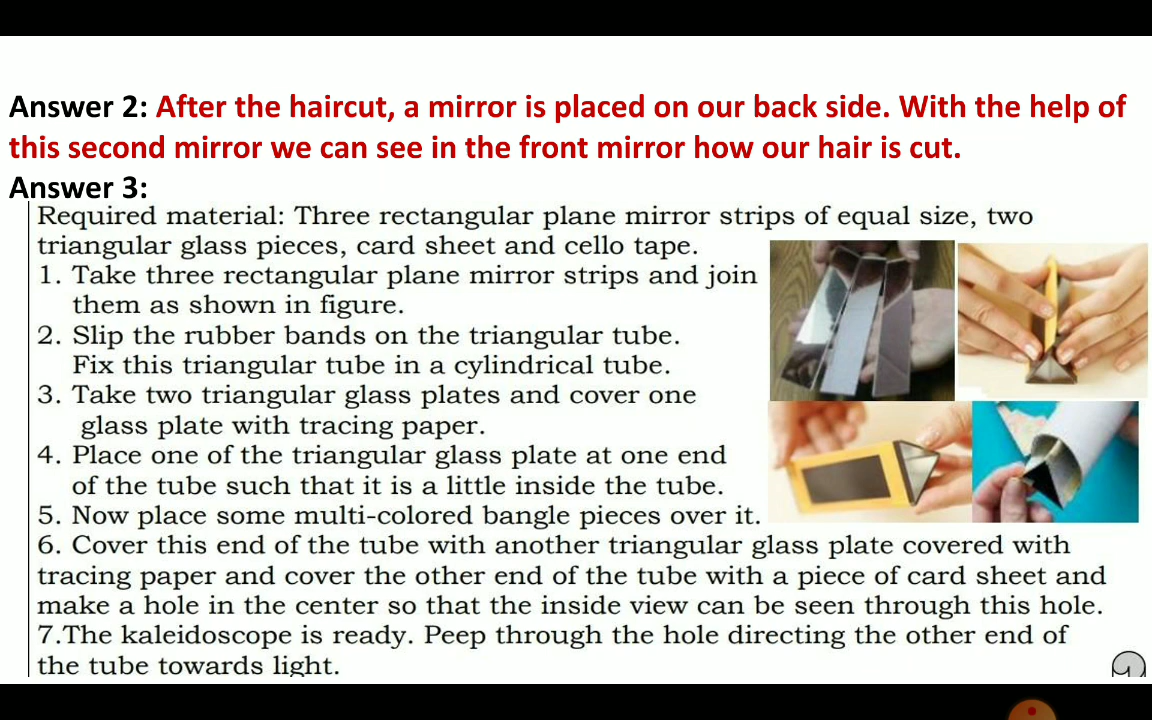 Answer 2: After the haircut, a mirror is placed on our back side. With the help of
this second mirror we can see in the front mirror how our hair is cut.
Answer 3:
Required material: Three rectangular plane mirror strips of equal size, two
triangular glass pieces, card sheet and cello tape.
1. Take three rectangular plane mirror strips and join
them as shown in figure.
2. Slip the rubber bands on the triangular tube.
Fix this triangular tube in a cylindrical tube.
3. Take two triangular glass plates and cover one
glass plate with tracing paper.
4. Place one of the triangular glass plate at one end
of the tube such that it is a little inside the tube.
5. Now place some multi-colored bangle pieces over it.
6. Cover this end of the tube with another triangular glass plate covered with
tracing paper and cover the other end of the tube with a piece of card sheet and
make a hole in the center so that the inside view can be seen through this hole.
7.The kaleidoscope is ready. Peep through the hole directing the other end of
the tube towards light.